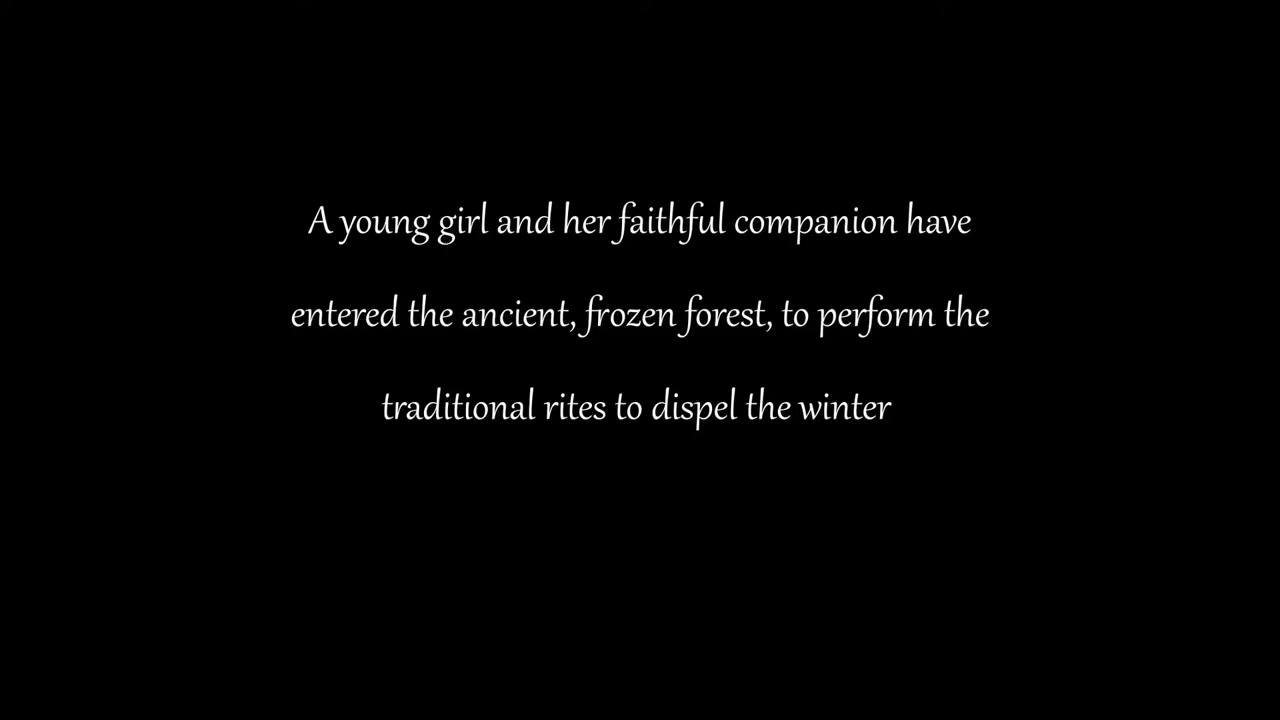 A young girl and her faithful companion have
entered the ancient, frozen forest, to perform the
traditional rites to dispel the winter